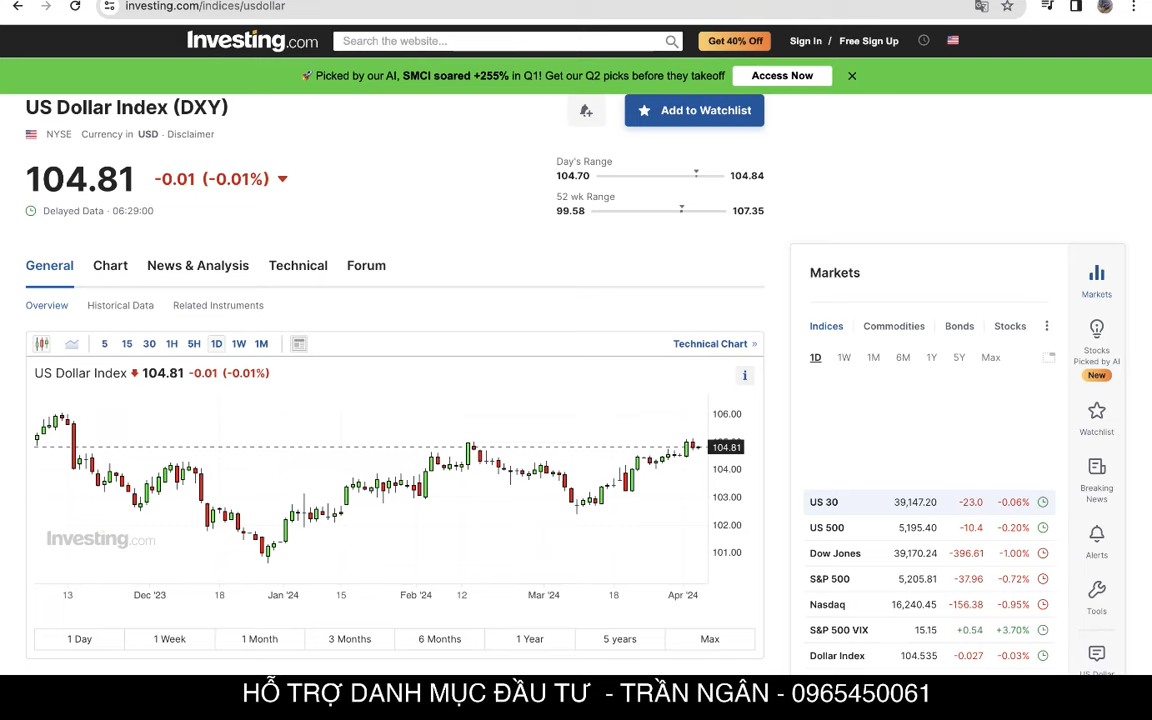 investing.com/indices/usdollar
Investing.com
Search the website...
Get 40% Off
Sign In / Free Sign Up
🚀 Picked by our AI, SMCI soared +255% in Q1! Get our Q2 picks before they takeoff
Access Now
US Dollar Index (DXY)
Add to Watchlist
NYSE Currency in USD · Disclaimer
104.81 -0.01 (-0.01%)
Day's Range
104.70 104.84
52 wk Range
99.58 107.35
Delayed Data · 06:29:00
General Chart News & Analysis Technical Forum
Overview Historical Data Related Instruments
5 15 30 1H 5H 1D 1W 1M
Technical Chart »
US Dollar Index 104.81 -0.01 (-0.01%)
i
106.00
104.81
104.00
103.00
102.00
101.00
Investing.com
13 Dec '23 18 Jan '24 15 Feb '24 12 Mar '24 18 Apr '24
1 Day 1 Week 1 Month 3 Months 6 Months 1 Year 5 years Max
Markets
Indices Commodities Bonds Stocks
1D 1W 1M 6M 1Y 5Y Max
US 30 39,147.20 -23.0 -0.06%
US 500 5,195.40 -10.4 -0.20%
Dow Jones 39,170.24 -396.61 -1.00%
S&P 500 5,205.81 -37.96 -0.72%
Nasdaq 16,240.45 -156.38 -0.95%
S&P 500 VIX 15.15 +0.54 +3.70%
Dollar Index 104.535 -0.027 -0.03%
Markets
Stocks
Picked by AI
New
Watchlist
Breaking
News
Alerts
Tools
US Dollar
HỖ TRỢ DANH MỤC ĐẦU TƯ - TRẦN NGÂN - 0965450061